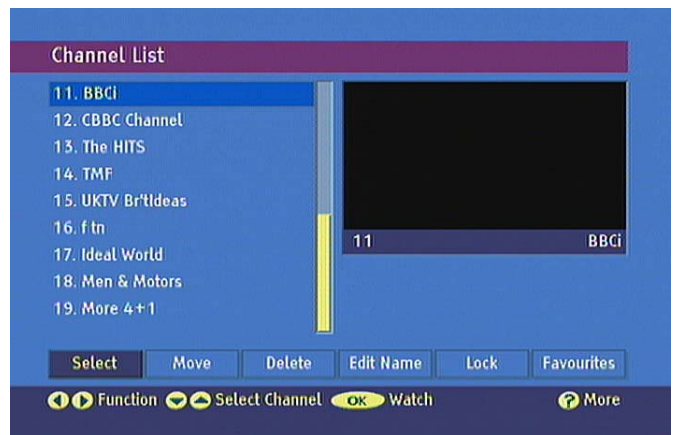 Channel List
11. BBCi
12. CBBC Channel
13. The HITS
14. TMF
15. UKTV Br'tIdeas
16. f tn
17. Ideal World
18. Men & Motors
19. More 4+1
11 BBCi
Select Move Delete Edit Name Lock Favourites
Function Select Channel OK Watch ? More